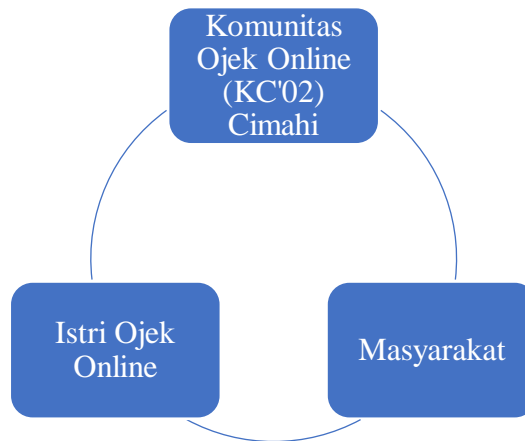 Komunitas
Ojek Online
(KC'02)
Cimahi
Istri Ojek
Online
Masyarakat